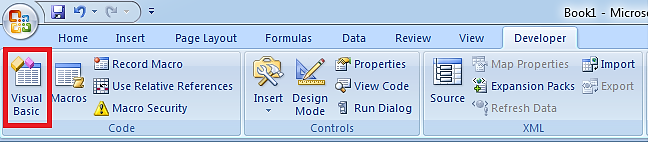 Book1 - Microso
Home Insert Page Layout Formulas Data Review View Developer
Visual Basic
Macros
Record Macro
Use Relative References
Macro Security
Code
Insert
Design Mode
Properties
View Code
Run Dialog
Controls
Source
Map Properties
Expansion Packs
Refresh Data
Import
Export
XML